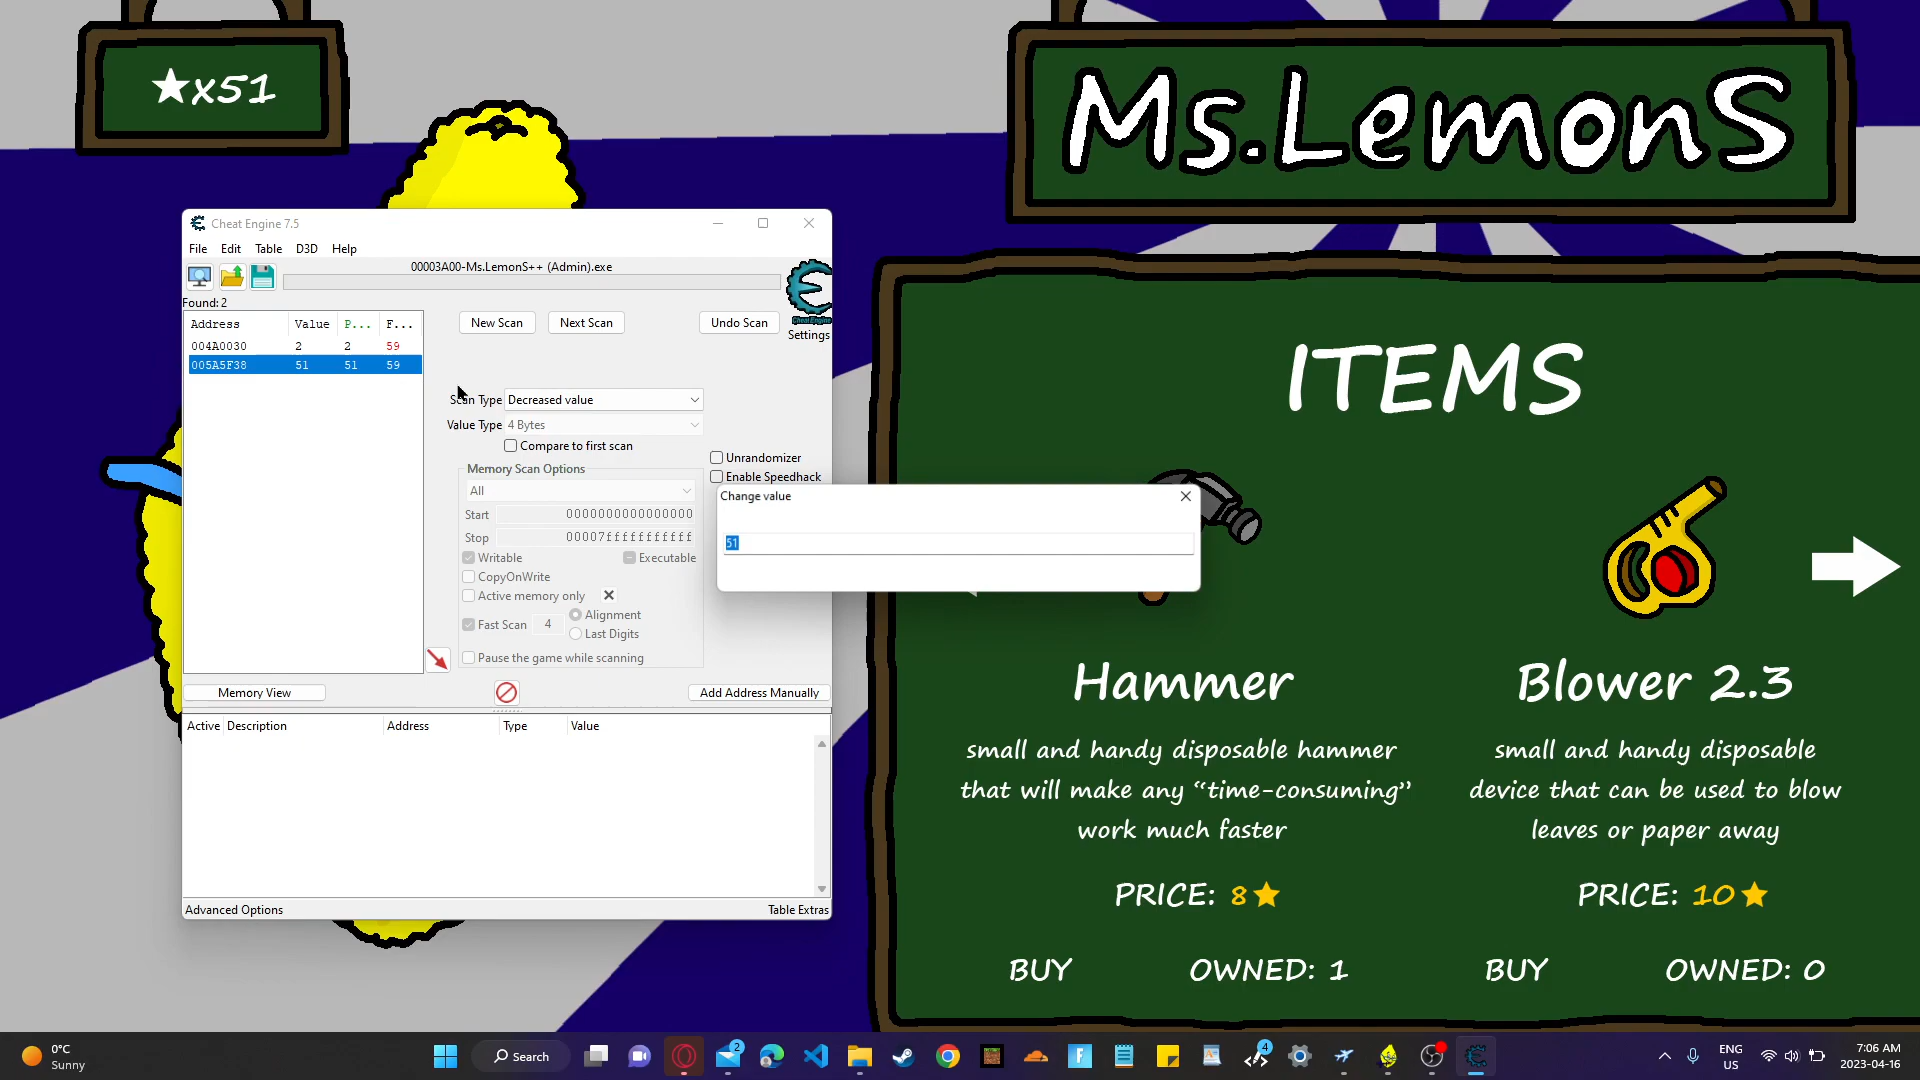 ★x51
Ms.LemonS
Cheat Engine 7.5
File Edit Table D3D Help
00003A00-Ms.LemonS++ (Admin).exe
Found: 2
Address Value P... F...
004A0030 2 2 59
005A5F38 51 51 59
New Scan Next Scan Undo Scan
Cheat Engine
Settings
Scan Type Decreased value
Value Type 4 Bytes
Compare to first scan
Memory Scan Options
All
Start 0000000000000000
Stop 00007fffffffffff
Writable Executable
CopyOnWrite
Active memory only
Fast Scan 4 Alignment
Last Digits
Pause the game while scanning
Unrandomizer
Enable Speedhack
Memory View Add Address Manually
Active Description Address Type Value
Advanced Options Table Extras
Change value
51
ITEMS
Hammer
small and handy disposable hammer
that will make any “time-consuming”
work much faster
PRICE: 8★
BUY OWNED: 1
Blower 2.3
small and handy disposable
device that can be used to blow
leaves or paper away
PRICE: 10★
BUY OWNED: 0
0°C
Sunny
Search
2
4
ENG
US
7:06 AM
2023-04-16